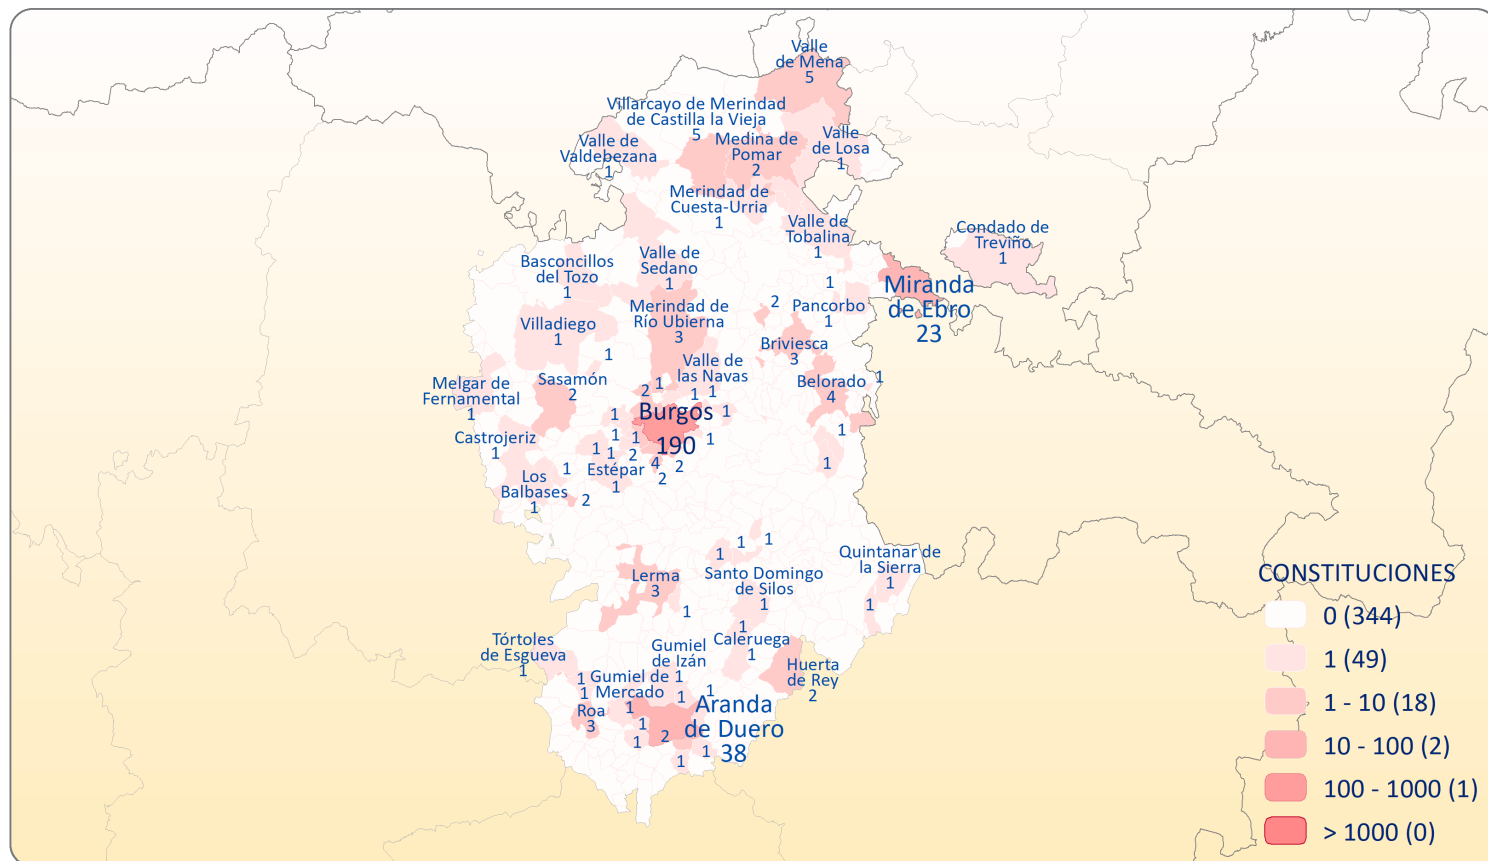 Valle
de Mena
5
Villarcayo de Merindad
de Castilla la Vieja
5
Medina de
Pomar
2
Valle
de Losa
1
Valle de
Valdebezana
1
Merindad de
Cuesta-Urria
1
Valle de
Tobalina
1
Condado de
Treviño
1
Basconcillos
del Tozo
1
Valle de
Sedano
1
1
Miranda
de Ebro
23
2
Pancorbo
1
Merindad de
Río Ubierna
3
Villadiego
1
1
Briviesca
3
Valle de
las Navas
1
1
Sasamón
2
2
1
Belorado
4
1
Melgar de
Fernamental
1
1
Burgos
190
1
1
1
1
Castrojeriz
1
1
1
2
4
2
2
1
1
1
Estépar
1
Los
Balbases
1
2
1
1
1
Quintanar de
la Sierra
1
1
Lerma
3
1
Santo Domingo
de Silos
1
1
Tórtoles
de Esgueva
1
Gumiel
de Izán
1
Caleruega
1
Huerta
de Rey
2
1
1
Gumiel de
Mercado
1
1
1
Roa
3
1
1
2
Aranda
de Duero
38
1
1
CONSTITUCIONES
0 (344)
1 (49)
1 - 10 (18)
10 - 100 (2)
100 - 1000 (1)
> 1000 (0)